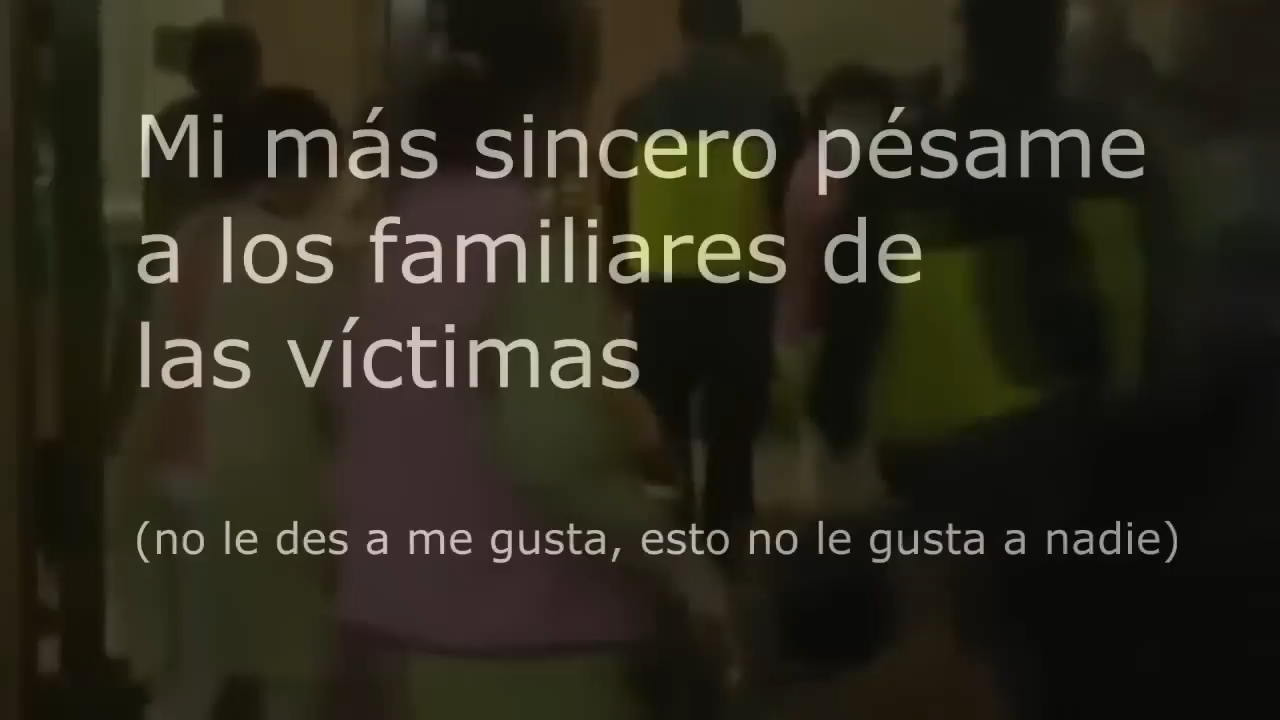 Mi más sincero pésame
a los familiares de
las víctimas
(no le des a me gusta, esto no le gusta a nadie)